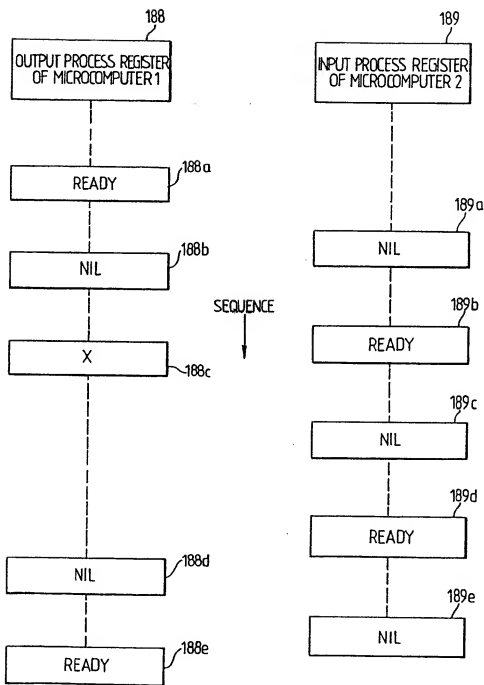 188
OUTPUT PROCESS REGISTER
OF MICROCOMPUTER 1
188a
READY
188b
NIL
X
188c
188d
NIL
188e
READY
SEQUENCE
189
INPUT PROCESS REGISTER
OF MICROCOMPUTER 2
189a
NIL
189b
READY
189c
NIL
189d
READY
189e
NIL